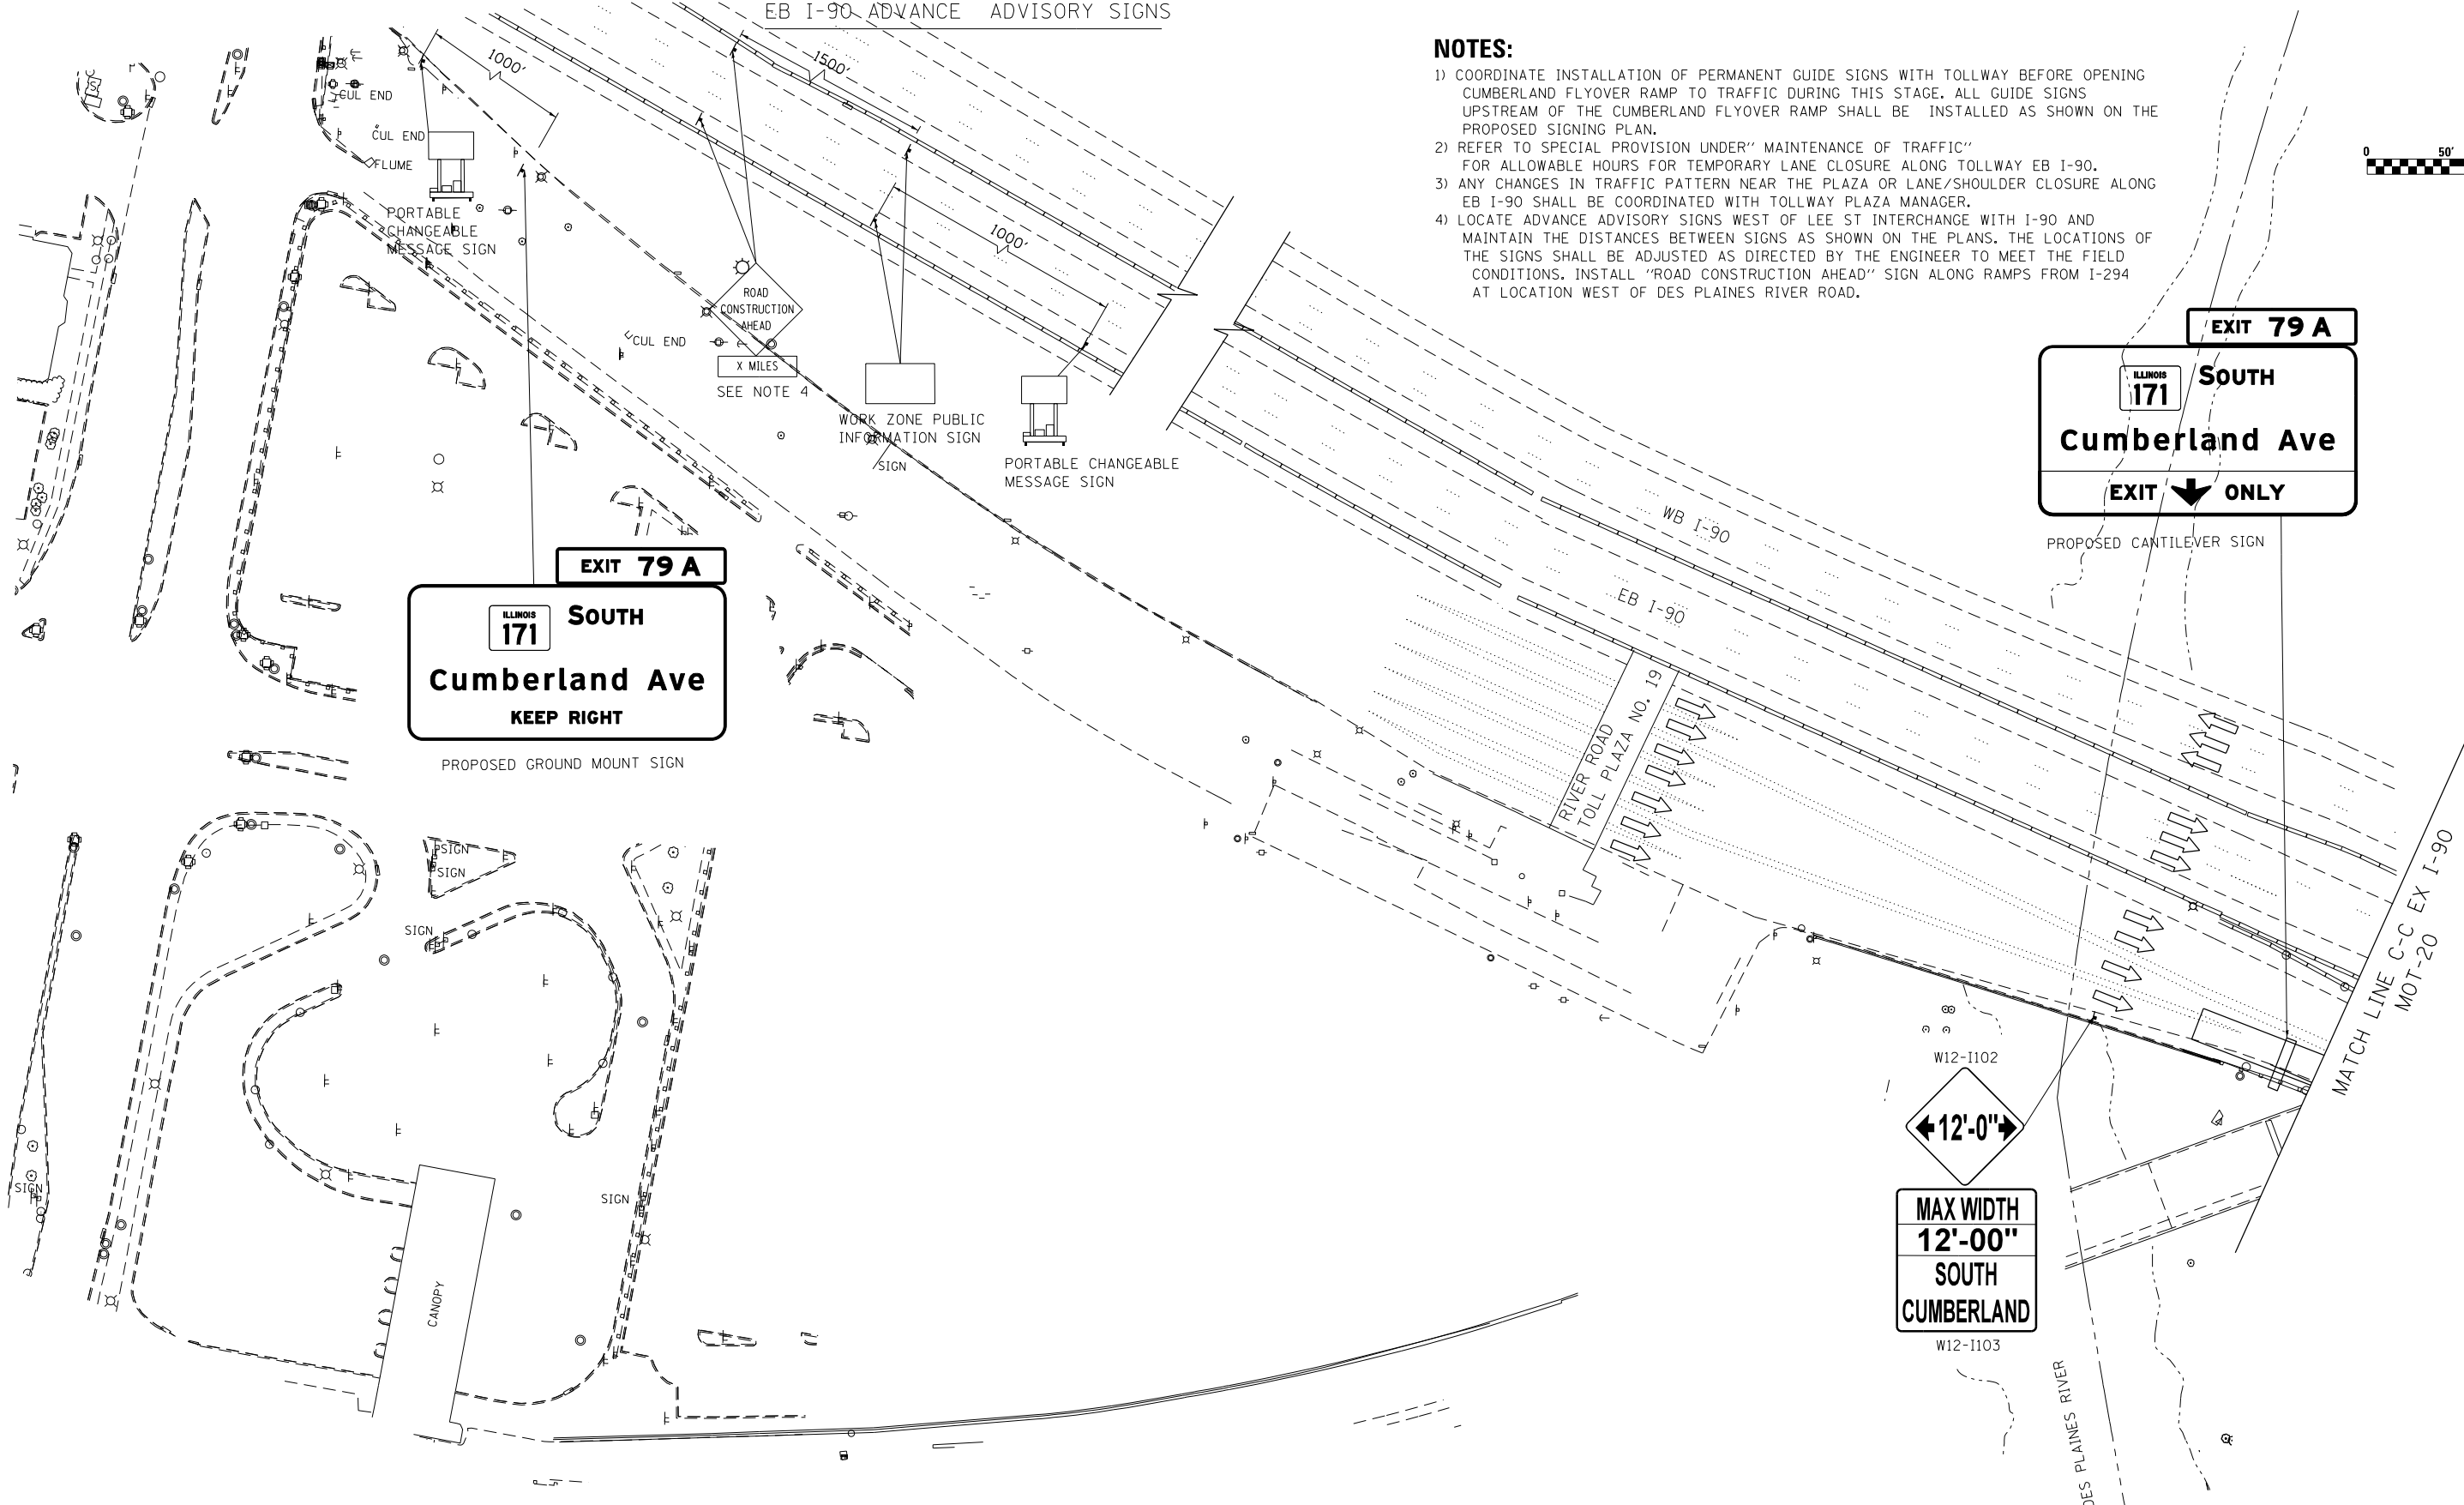 EB I-90 ADVANCE ADVISORY SIGNS
NOTES:
1) COORDINATE INSTALLATION OF PERMANENT GUIDE SIGNS WITH TOLLWAY BEFORE OPENING
CUMBERLAND FLYOVER RAMP TO TRAFFIC DURING THIS STAGE. ALL GUIDE SIGNS
UPSTREAM OF THE CUMBERLAND FLYOVER RAMP SHALL BE INSTALLED AS SHOWN ON THE
PROPOSED SIGNING PLAN.
2) REFER TO SPECIAL PROVISION UNDER" MAINTENANCE OF TRAFFIC"
FOR ALLOWABLE HOURS FOR TEMPORARY LANE CLOSURE ALONG TOLLWAY EB I-90.
3) ANY CHANGES IN TRAFFIC PATTERN NEAR THE PLAZA OR LANE/SHOULDER CLOSURE ALONG
EB I-90 SHALL BE COORDINATED WITH TOLLWAY PLAZA MANAGER.
4) LOCATE ADVANCE ADVISORY SIGNS WEST OF LEE ST INTERCHANGE WITH I-90 AND
MAINTAIN THE DISTANCES BETWEEN SIGNS AS SHOWN ON THE PLANS. THE LOCATIONS OF
THE SIGNS SHALL BE ADJUSTED AS DIRECTED BY THE ENGINEER TO MEET THE FIELD
CONDITIONS. INSTALL "ROAD CONSTRUCTION AHEAD" SIGN ALONG RAMPS FROM I-294
AT LOCATION WEST OF DES PLAINES RIVER ROAD.
0 50'
1000'
1500'
1000'
S
CUL END
CUL END
FLUME
PORTABLE
CHANGEABLE
MESSAGE SIGN
CUL END
ROAD
CONSTRUCTION
AHEAD
X MILES
SEE NOTE 4
WORK ZONE PUBLIC
INFORMATION SIGN
SIGN
PORTABLE CHANGEABLE
MESSAGE SIGN
EXIT 79 A
ILLINOIS
171 SOUTH
Cumberland Ave
EXIT ONLY
PROPOSED CANTILEVER SIGN
WB I-90
EB I-90
EXIT 79 A
ILLINOIS
171 SOUTH
Cumberland Ave
KEEP RIGHT
PROPOSED GROUND MOUNT SIGN
RIVER ROAD
TOLL PLAZA NO. 19
SIGN
SIGN
SIGN
SIGN
SIGN
CANOPY
MATCH LINE C-C EX I-90
MOT-20
W12-I102
12'-0"
MAX WIDTH
12'-00"
SOUTH
CUMBERLAND
W12-I103
DES PLAINES RIVER